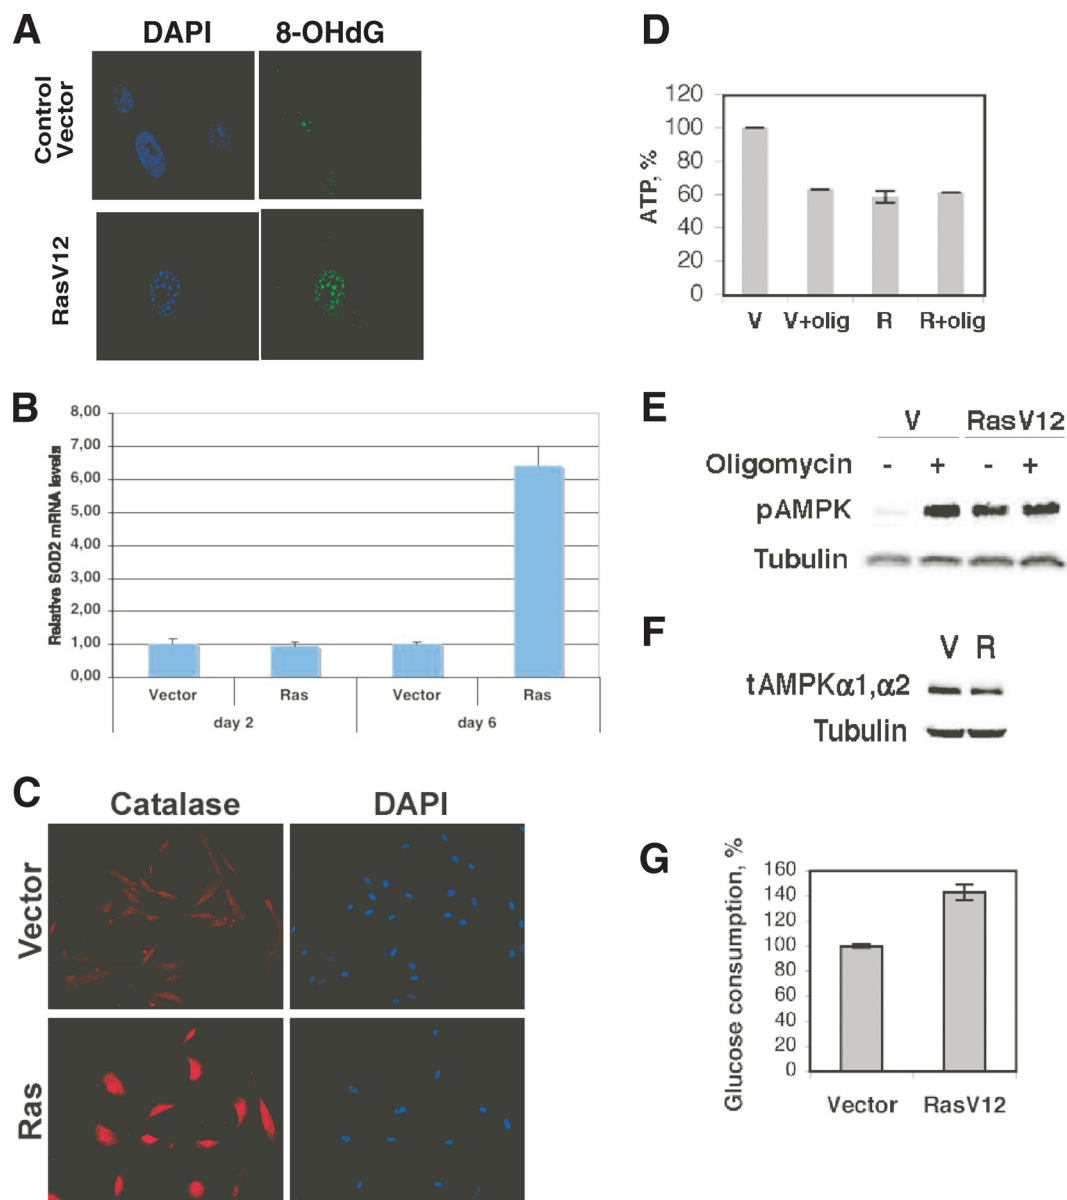 A
DAPI 8-OHdG
Control
Vector
RasV12
B
Relative SOD2 mRNA levels
8,00
7,00
6,00
5,00
4,00
3,00
2,00
1,00
0,00
Vector Ras Vector Ras
day 2 day 6
C
Catalase DAPI
Vector
Ras
D
ATP, %
120
100
80
60
40
20
0
V V+olig R R+olig
E
V RasV12
Oligomycin - + - +
pAMPK
Tubulin
F
V R
tAMPKα1,α2
Tubulin
G
Glucose consumption, %
160
140
120
100
80
60
40
20
0
Vector RasV12